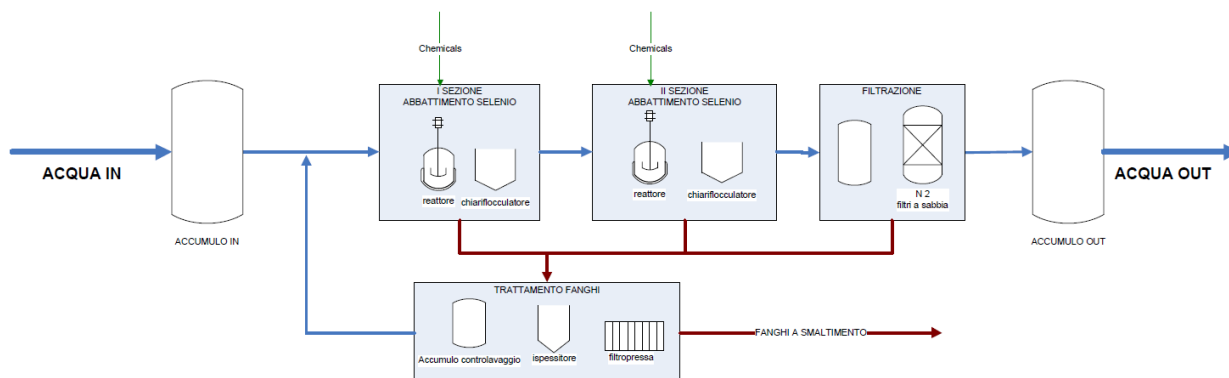 Chemicals
Chemicals
I SEZIONE
ABBATTIMENTO SELENIO
II SEZIONE
ABBATTIMENTO SELENIO
FILTRAZIONE
ACQUA IN
ACQUA OUT
reattore
chiariflocculatore
reattore
chiariflocculatore
N 2
filtri a sabbia
ACCUMULO IN
ACCUMULO OUT
TRATTAMENTO FANGHI
FANGHI A SMALTIMENTO
Accumulo controlavaggio
ispessitore
filtropressa